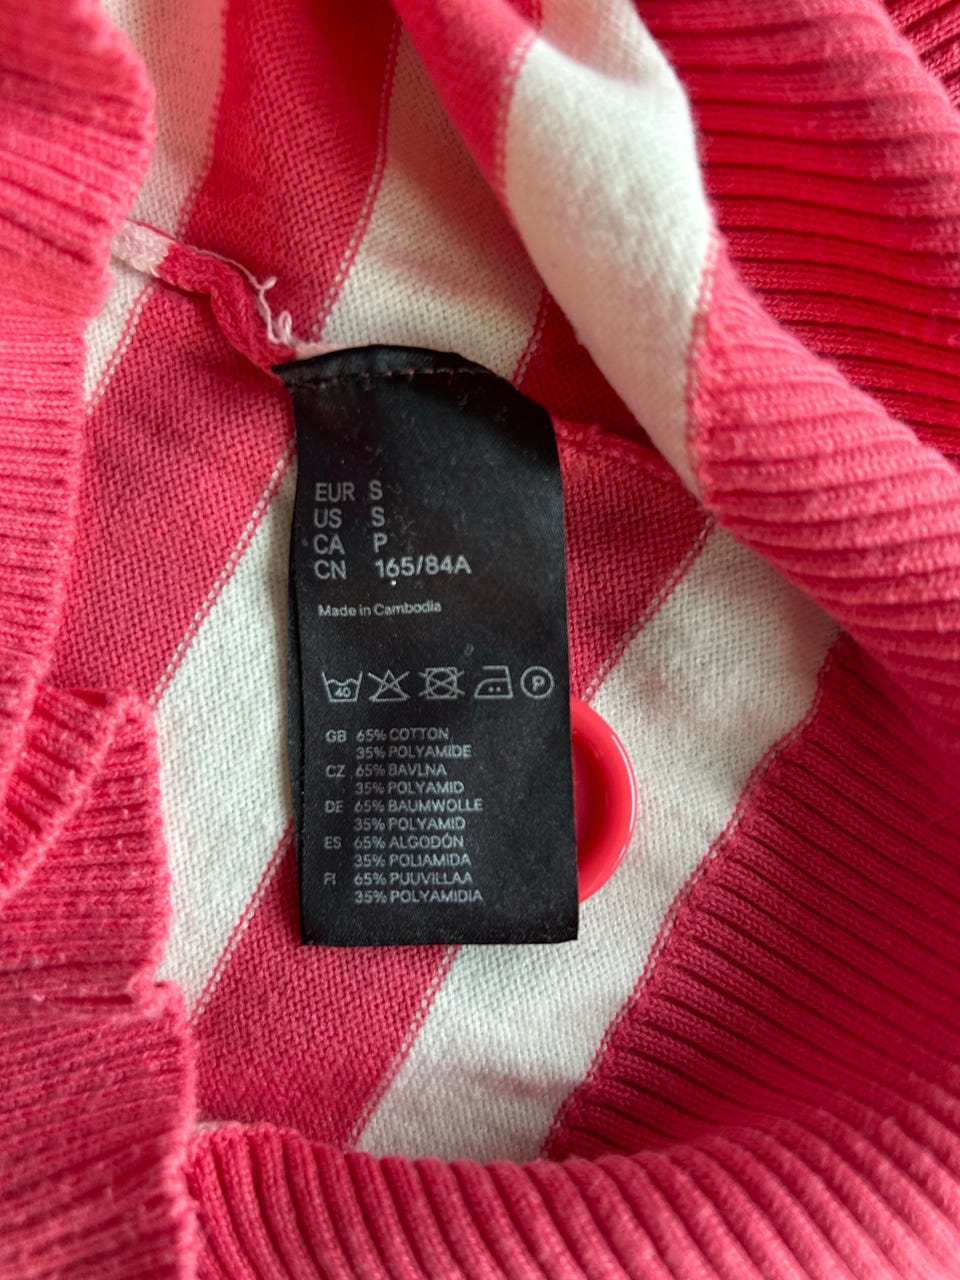 EUR S
US S
CA P
CN 165/84A
Made in Cambodia
40 P
GB 65% COTTON
35% POLYAMIDE
CZ 65% BAVLNA
35% POLYAMID
DE 65% BAUMWOLLE
35% POLYAMID
ES 65% ALGODÓN
35% POLIAMIDA
FI 65% PUUVILLAA
35% POLYAMIDIA